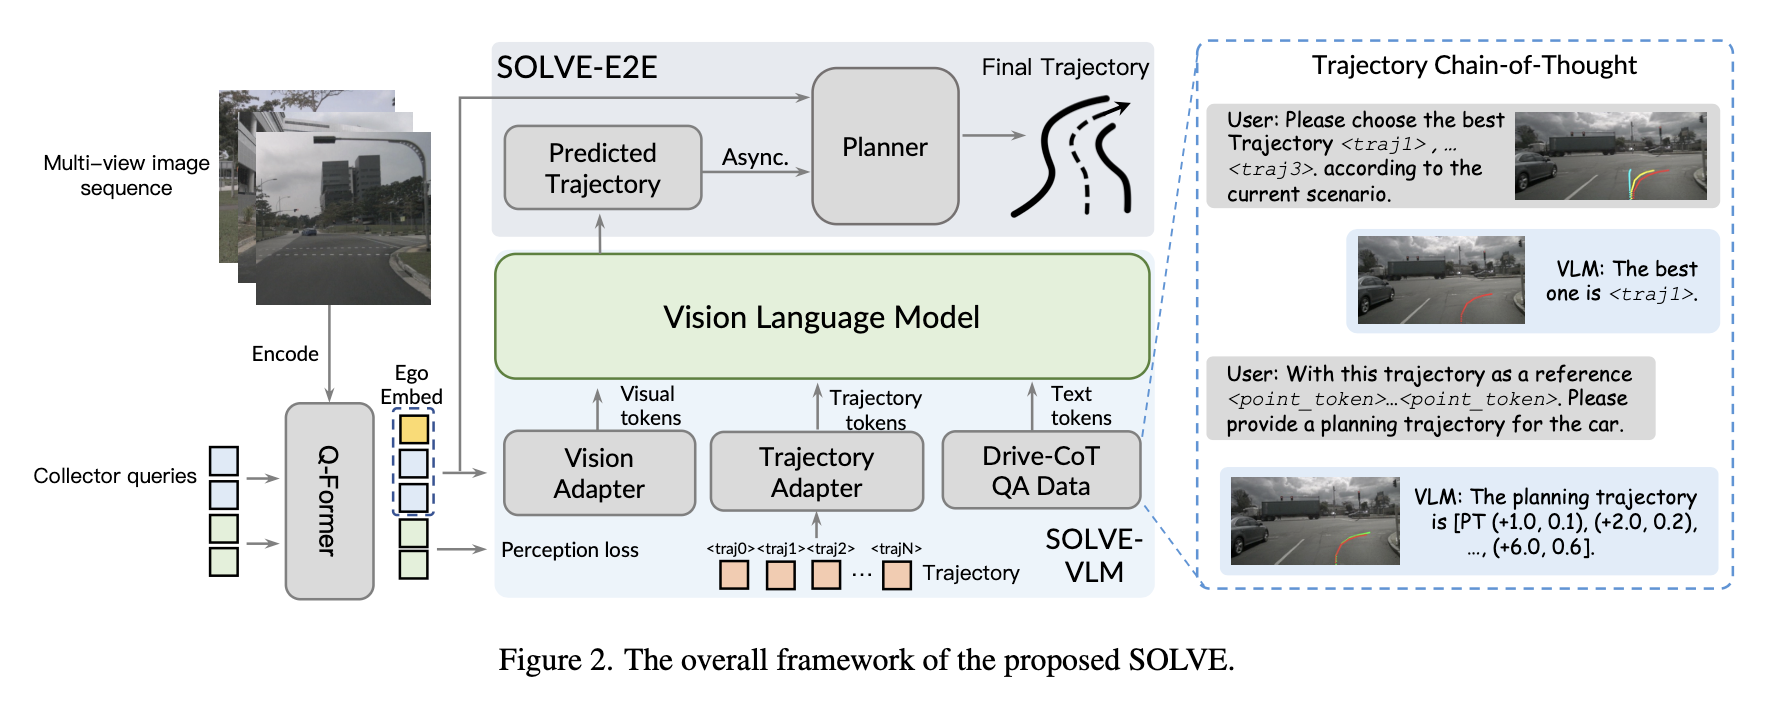 SOLVE-E2E
Final Trajectory
Multi-view image
sequence
Predicted
Trajectory
Async.
Planner
Vision Language Model
Encode
Ego
Embed
Visual
tokens
Trajectory
tokens
Text
tokens
Collector queries
Q-Former
Vision
Adapter
Trajectory
Adapter
Drive-CoT
QA Data
Perception loss
<traj0>
<traj1>
<traj2>
<trajN>
...
Trajectory
SOLVE-
VLM
Trajectory Chain-of-Thought
User: Please choose the best
Trajectory <traj1> , …
<traj3>. according to the
current scenario.
VLM: The best
one is <traj1>.
User: With this trajectory as a reference
<point_token>…<point_token>. Please
provide a planning trajectory for the car.
VLM: The planning trajectory
is [PT (+1.0, 0.1), (+2.0, 0.2),
…, (+6.0, 0.6].
Figure 2. The overall framework of the proposed SOLVE.